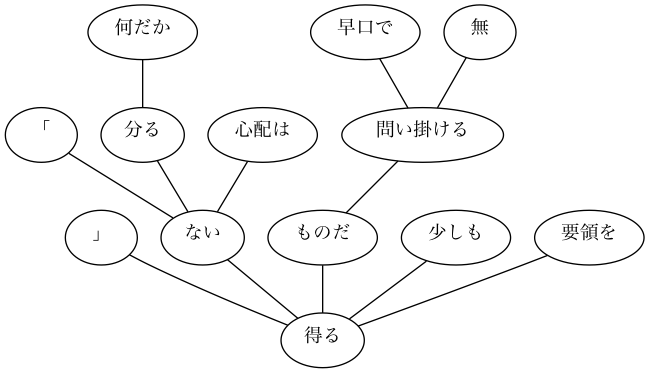 何だか 早口で 無
「 分る 心配は 問い掛ける
」 ない ものだ 少しも 要領を
得る